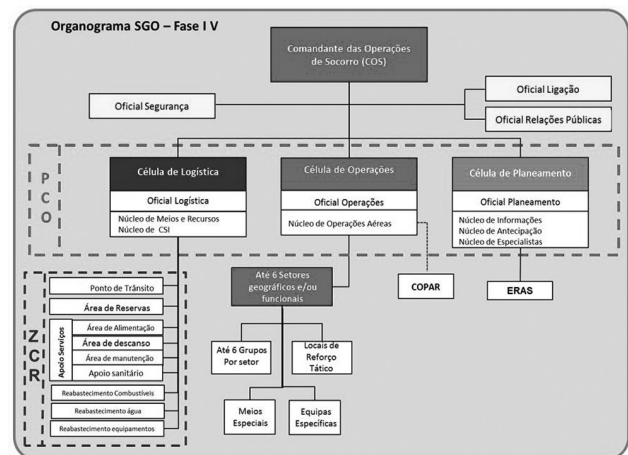 Organograma SGO – Fase I V
Comandante das Operações
de Socorro (COS)
Oficial Segurança
Oficial Ligação
Oficial Relações Públicas
PCO
Célula de Logística
Oficial Logística
Núcleo de Meios e Recursos
Núcleo de CSI
Célula de Operações
Oficial Operações
Núcleo de Operações Aéreas
Célula de Planeamento
Oficial Planeamento
Núcleo de Informações
Núcleo de Antecipação
Núcleo de Especialistas
ZCR
Ponto de Trânsito
Área de Reservas
Apoio Serviços
Área de Alimentação
Área de descanso
Área de manutenção
Apoio sanitário
Reabastecimento Combustíveis
Reabastecimento água
Reabastecimento equipamentos
Até 6 Setores
geográficos e/ou
funcionais
COPAR
ERAS
Até 6 Grupos
Por setor
Locais de
Reforço
Tático
Meios
Especiais
Equipas
Específicas